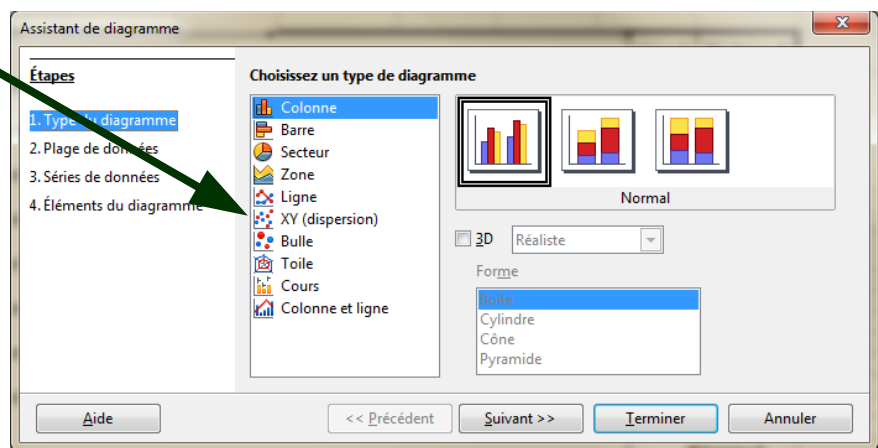 Assistant de diagramme
x
Étapes
1. Type du diagramme
2. Plage de données
3. Séries de données
4. Éléments du diagramme
Choisissez un type de diagramme
Colonne
Barre
Secteur
Zone
Ligne
XY (dispersion)
Bulle
Toile
Cours
Colonne et ligne
Normal
3D Réaliste
Forme
Boîte
Cylindre
Cône
Pyramide
Aide << Précédent Suivant >> Terminer Annuler